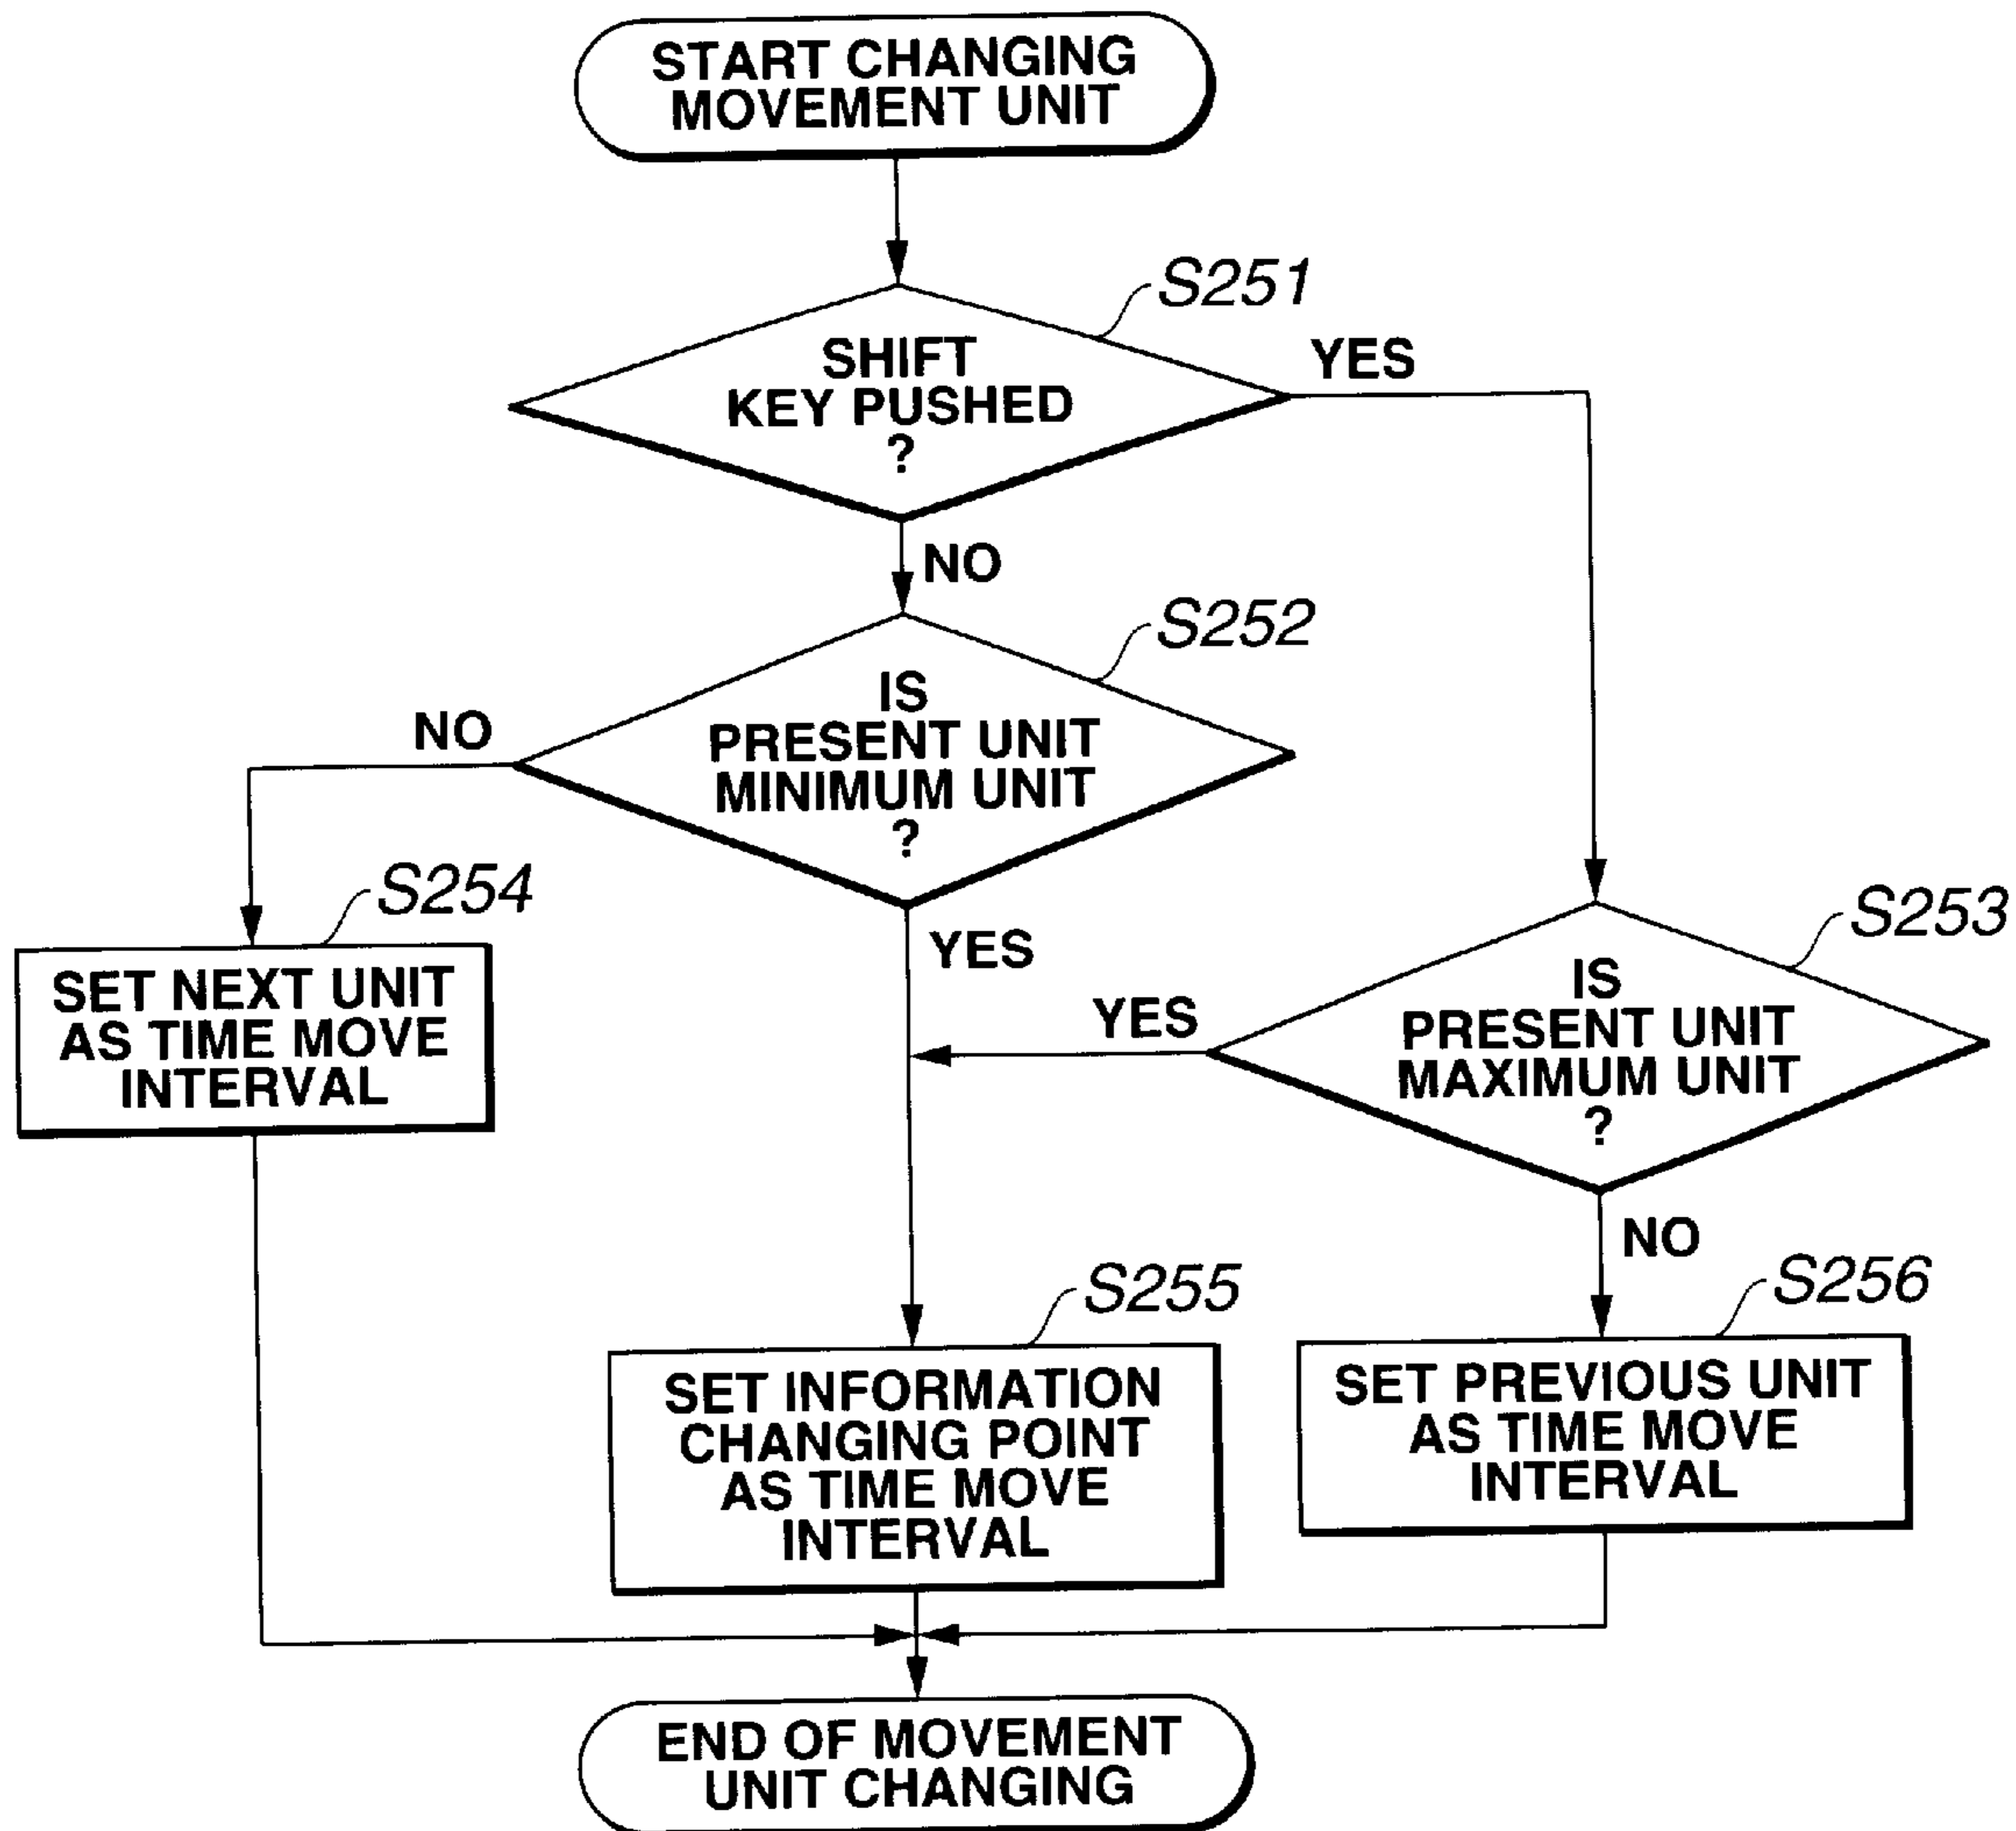 START CHANGING
MOVEMENT UNIT
S251
SHIFT
KEY PUSHED
?
YES
NO
S252
IS
PRESENT UNIT
MINIMUM UNIT
?
NO
YES
S254
SET NEXT UNIT
AS TIME MOVE
INTERVAL
S253
IS
PRESENT UNIT
MAXIMUM UNIT
?
YES
NO
S255
SET INFORMATION
CHANGING POINT
AS TIME MOVE
INTERVAL
S256
SET PREVIOUS UNIT
AS TIME MOVE
INTERVAL
END OF MOVEMENT
UNIT CHANGING